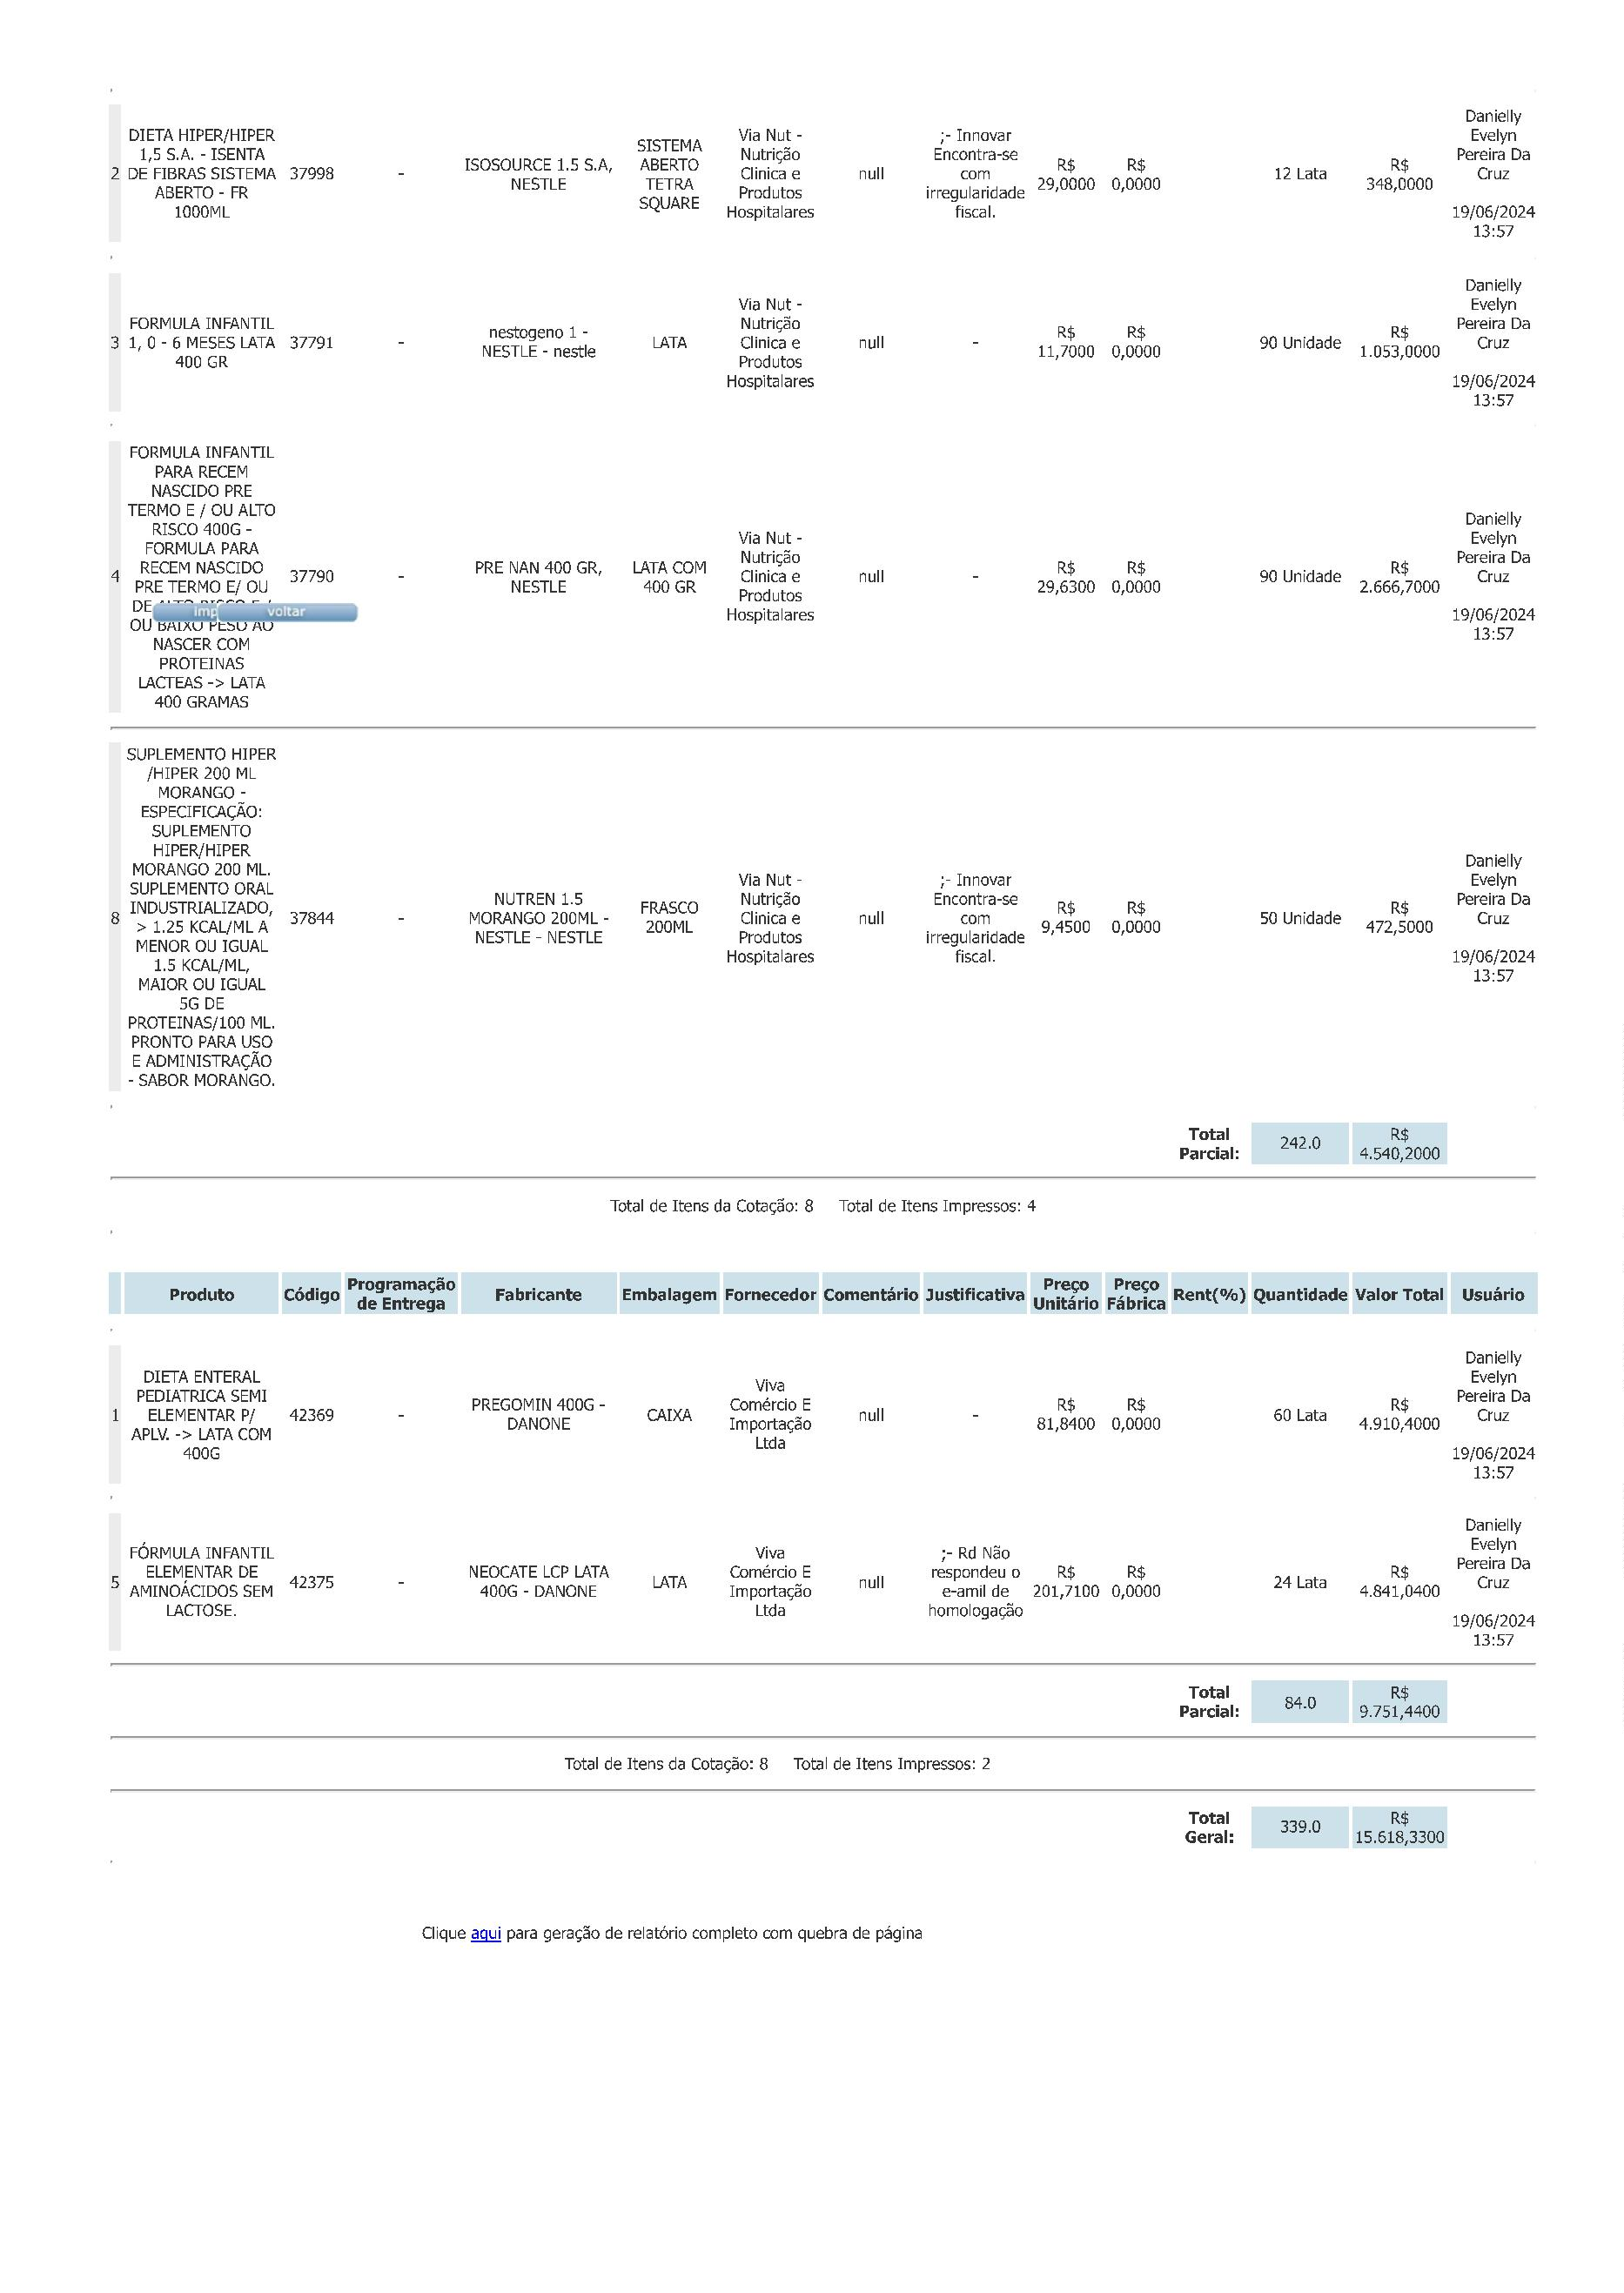 2 DIETA HIPER/HIPER 1,5 S.A. - ISENTA DE FIBRAS SISTEMA ABERTO - FR 1000ML 37998 - ISOSOURCE 1.5 S.A, NESTLE SISTEMA ABERTO TETRA SQUARE Via Nut - Nutrição Clinica e Produtos Hospitalares null ;- Innovar Encontra-se com irregularidade fiscal. R$ 29,0000 R$ 0,0000 12 Lata R$ 348,0000 Danielly Evelyn Pereira Da Cruz 19/06/2024 13:57
3 FORMULA INFANTIL 1, 0 - 6 MESES LATA 400 GR 37791 - nestogeno 1 - NESTLE - nestle LATA Via Nut - Nutrição Clinica e Produtos Hospitalares null - R$ 11,7000 R$ 0,0000 90 Unidade R$ 1.053,0000 Danielly Evelyn Pereira Da Cruz 19/06/2024 13:57
4 FORMULA INFANTIL PARA RECEM NASCIDO PRE TERMO E / OU ALTO RISCO 400G - FORMULA PARA RECEM NASCIDO PRE TERMO E/ OU DE OU BAIXO PESO AO NASCER COM PROTEINAS LACTEAS -> LATA 400 GRAMAS 37790 - PRE NAN 400 GR, NESTLE LATA COM 400 GR Via Nut - Nutrição Clinica e Produtos Hospitalares null - R$ 29,6300 R$ 0,0000 90 Unidade R$ 2.666,7000 Danielly Evelyn Pereira Da Cruz 19/06/2024 13:57
imp voltar
8 SUPLEMENTO HIPER /HIPER 200 ML MORANGO - ESPECIFICAÇÃO: SUPLEMENTO HIPER/HIPER MORANGO 200 ML. SUPLEMENTO ORAL INDUSTRIALIZADO, > 1.25 KCAL/ML A MENOR OU IGUAL 1.5 KCAL/ML, MAIOR OU IGUAL 5G DE PROTEINAS/100 ML. PRONTO PARA USO E ADMINISTRAÇÃO - SABOR MORANGO. 37844 - NUTREN 1.5 MORANGO 200ML - NESTLE - NESTLE FRASCO 200ML Via Nut - Nutrição Clinica e Produtos Hospitalares null ;- Innovar Encontra-se com irregularidade fiscal. R$ 9,4500 R$ 0,0000 50 Unidade R$ 472,5000 Danielly Evelyn Pereira Da Cruz 19/06/2024 13:57
Total Parcial: 242.0 R$ 4.540,2000
Total de Itens da Cotação: 8 Total de Itens Impressos: 4
Produto Código Programação de Entrega Fabricante Embalagem Fornecedor Comentário Justificativa Preço Unitário Preço Fábrica Rent(%) Quantidade Valor Total Usuário
1 DIETA ENTERAL PEDIATRICA SEMI ELEMENTAR P/ APLV. -> LATA COM 400G 42369 - PREGOMIN 400G - DANONE CAIXA Viva Comércio E Importação Ltda null - R$ 81,8400 R$ 0,0000 60 Lata R$ 4.910,4000 Danielly Evelyn Pereira Da Cruz 19/06/2024 13:57
5 FÓRMULA INFANTIL ELEMENTAR DE AMINOÁCIDOS SEM LACTOSE. 42375 - NEOCATE LCP LATA 400G - DANONE LATA Viva Comércio E Importação Ltda null ;- Rd Não respondeu o e-amil de homologação R$ 201,7100 R$ 0,0000 24 Lata R$ 4.841,0400 Danielly Evelyn Pereira Da Cruz 19/06/2024 13:57
Total Parcial: 84.0 R$ 9.751,4400
Total de Itens da Cotação: 8 Total de Itens Impressos: 2
Total Geral: 339.0 R$ 15.618,3300
Clique aqui para geração de relatório completo com quebra de página